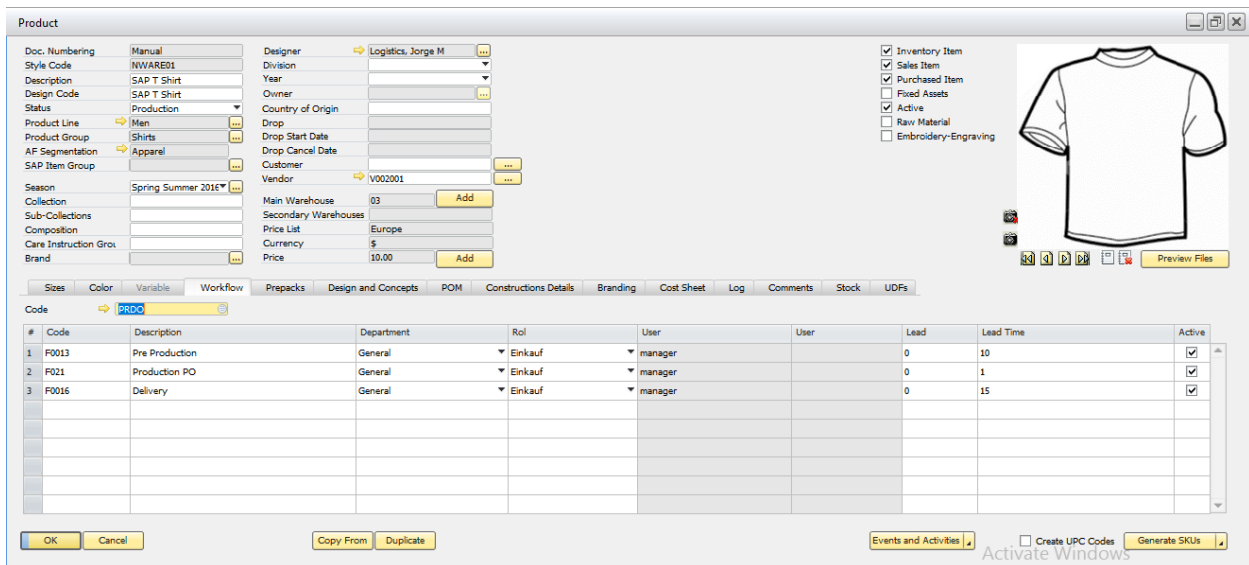 Product
Doc. Numbering Manual
Style Code NWARE01
Description SAP T Shirt
Design Code SAP T Shirt
Status Production
Product Line Men ...
Product Group Shirts ...
AF Segmentation Apparel
SAP Item Group ...
Season Spring Summer 2016 ...
Collection
Sub-Collections
Composition
Care Instruction Grou
Brand ...
Designer Logistics, Jorge M ...
Division
Year
Owner ...
Country of Origin
Drop
Drop Start Date
Drop Cancel Date
Customer ...
Vendor V002001 ...
Main Warehouse 03 Add
Secondary Warehouses
Price List Europe
Currency $
Price 10.00 Add
Inventory Item
Sales Item
Purchased Item
Fixed Assets
Active
Raw Material
Embroidery-Engraving
Preview Files
Sizes Color Variable Workflow Prepacks Design and Concepts POM Constructions Details Branding Cost Sheet Log Comments Stock UDFs
Code PRDO
# Code Description Department Rol User User Lead Lead Time Active
1 F0013 Pre Production General Einkauf manager 0 10
2 F021 Production PO General Einkauf manager 0 1
3 F0016 Delivery General Einkauf manager 0 15
OK Cancel Copy From Duplicate Events and Activities Create UPC Codes Generate SKUs
Activate Windows